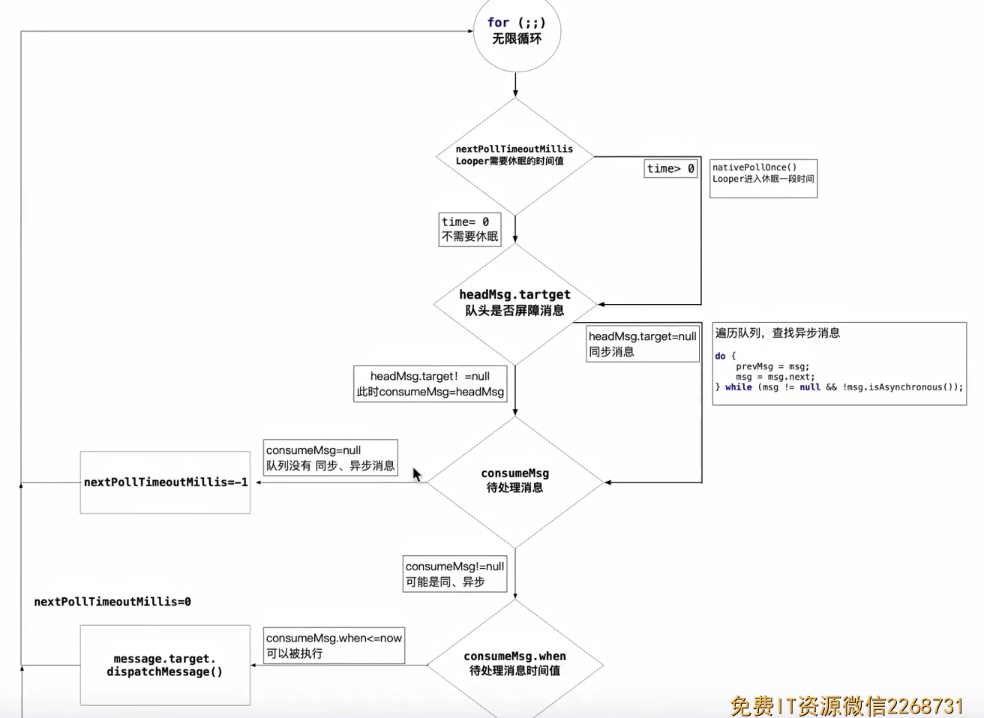 for (;;)
无限循环
nextPollTimeoutMillis
Looper需要休眠的时间值
time> 0
nativePollOnce()
Looper进入休眠一段时间
time= 0
不需要休眠
headMsg.tartget
队头是否屏障消息
headMsg.target=null
同步消息
遍历队列，查找异步消息
do {
prevMsg = msg;
msg = msg.next;
} while (msg != null && !msg.isAsynchronous());
headMsg.target! =null
此时consumeMsg=headMsg
consumeMsg=null
队列没有 同步、异步消息
consumeMsg
待处理消息
nextPollTimeoutMillis=-1
consumeMsg!=null
可能是同、异步
nextPollTimeoutMillis=0
consumeMsg.when<=now
可以被执行
message.target.
dispatchMessage()
consumeMsg.when
待处理消息时间值
免费IT资源微信2268731